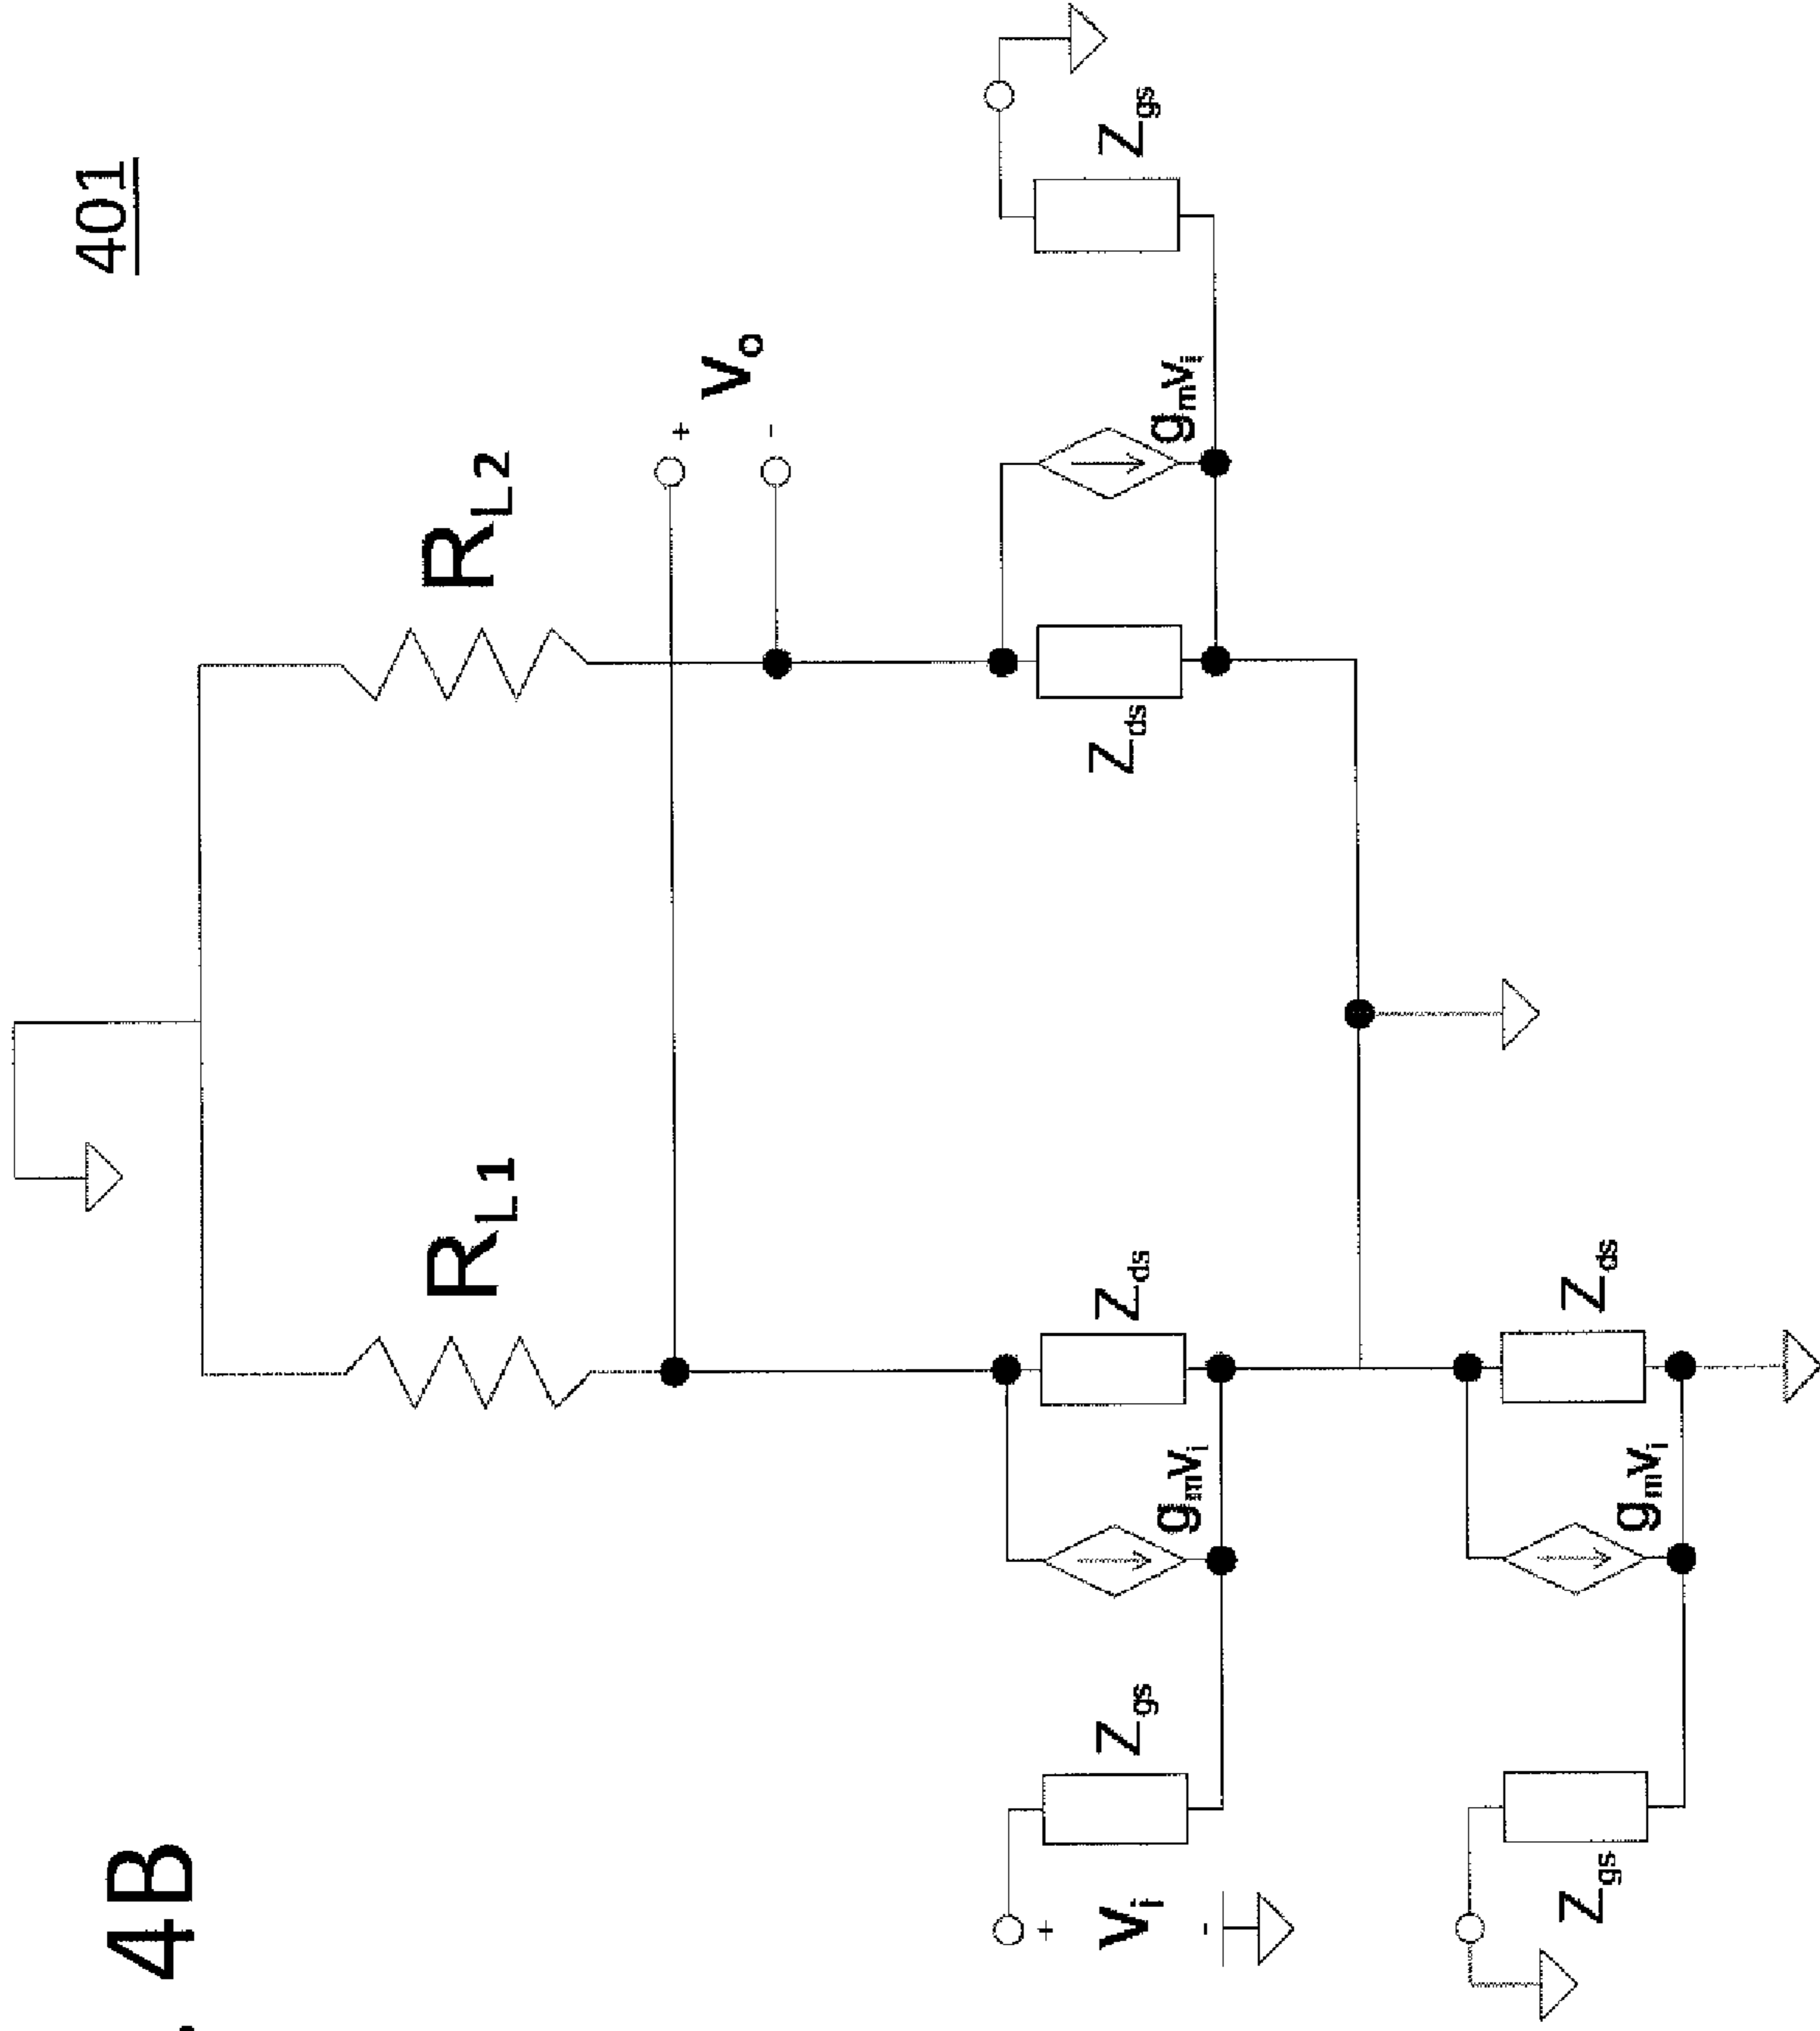 4B
401
R_L1
R_L2
+
V_o
-
Z_ds
g_mV_i
Z_gs
Z_ds
g_mV_i
Z_gs
+
V_i
-
Z_ds
g_mV_i
Z_gs